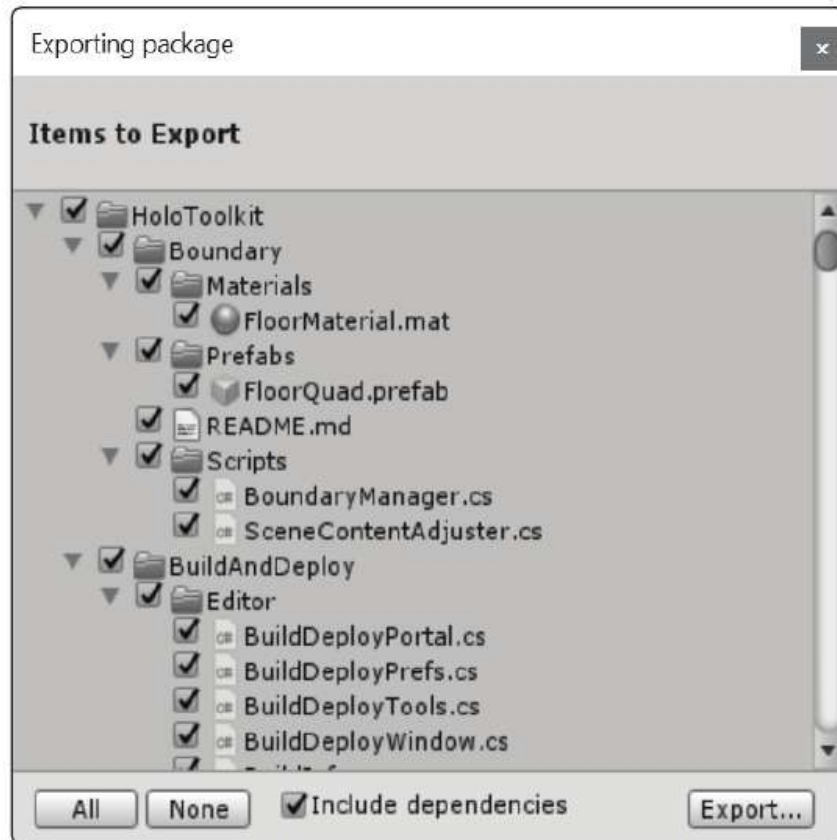 Exporting package
x
Items to Export
HoloToolkit
Boundary
Materials
FloorMaterial.mat
Prefabs
FloorQuad.prefab
README.md
Scripts
C# BoundaryManager.cs
C# SceneContentAdjuster.cs
BuildAndDeploy
Editor
C# BuildDeployPortal.cs
C# BuildDeployPrefs.cs
C# BuildDeployTools.cs
C# BuildDeployWindow.cs
All None Include dependencies Export...